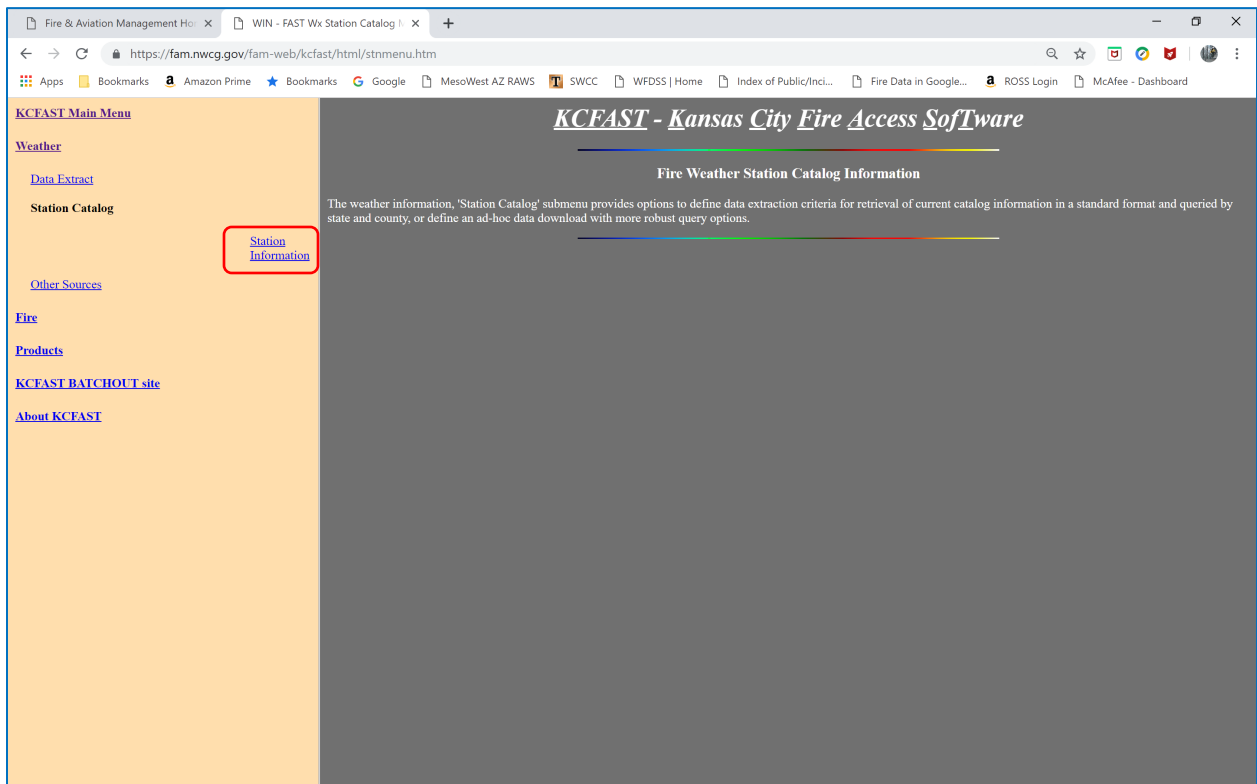 Fire & Aviation Management Ho
WIN - FAST Wx Station Catalog
https://fam.nwcg.gov/fam-web/kcfast/html/stnmenu.htm
Apps Bookmarks Amazon Prime Bookmarks Google MesoWest AZ RAWS SWCC WFDSS | Home Index of Public/Inci... Fire Data in Google... ROSS Login McAfee - Dashboard
KCFAST Main Menu
Weather
Data Extract
Station Catalog
Station
Information
Other Sources
Fire
Products
KCFAST BATCHOUT site
About KCFAST
KCFAST - Kansas City Fire Access SofTware
Fire Weather Station Catalog Information
The weather information, 'Station Catalog' submenu provides options to define data extraction criteria for retrieval of current catalog information in a standard format and queried by
state and county, or define an ad-hoc data download with more robust query options.